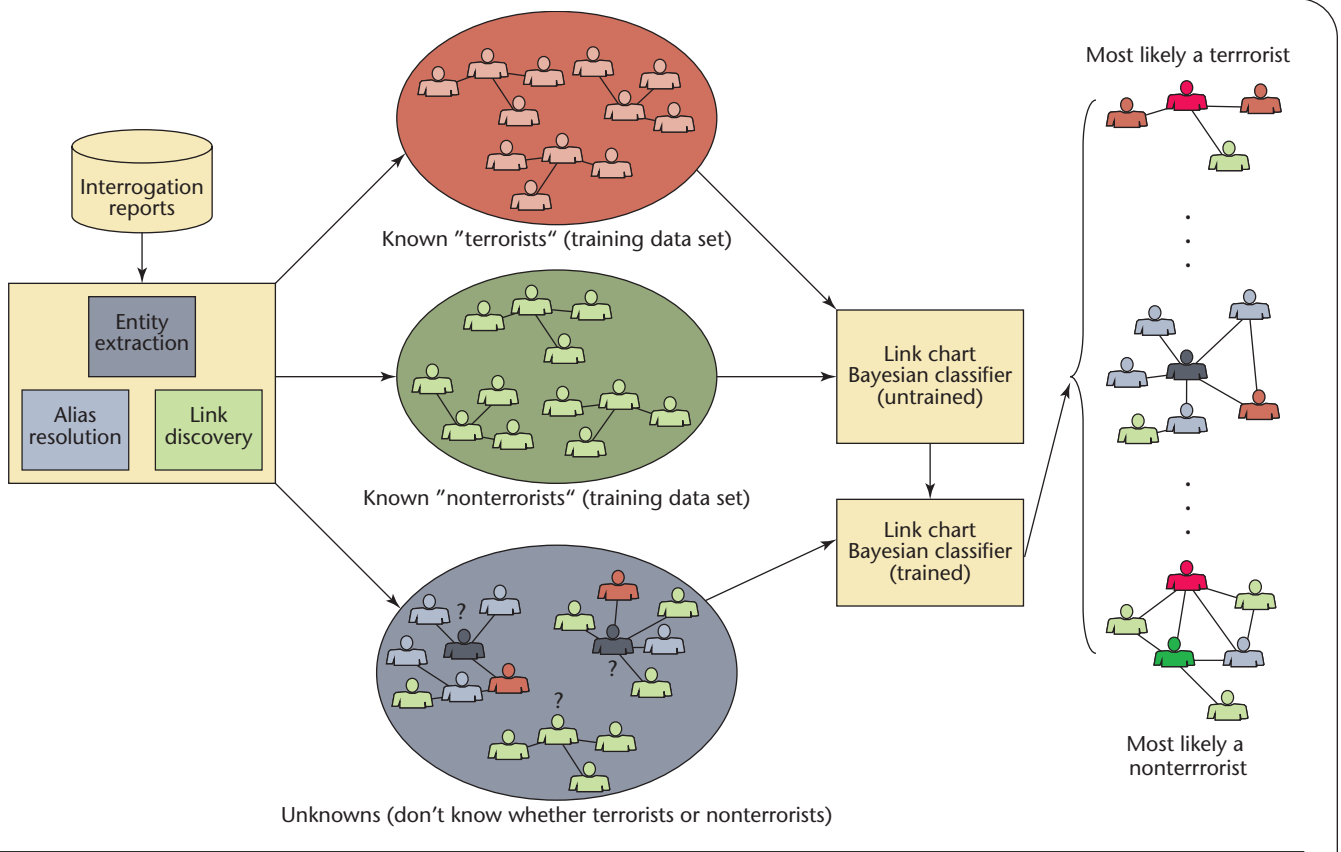 Interrogation
reports
Entity
extraction
Alias
resolution
Link
discovery
Known "terrorists" (training data set)
Known "nonterrorists" (training data set)
?
?
?
Unknowns (don't know whether terrorists or nonterrorists)
Link chart
Bayesian classifier
(untrained)
Link chart
Bayesian classifier
(trained)
Most likely a terrrorist
Most likely a
nonterrrorist